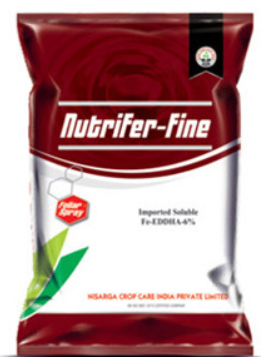 Nutrifer-Fine
Foliar
Spray
Imported Soluble
Fe-EDDHA-6%
NISARGA CROP CARE INDIA PRIVATE LIMITED